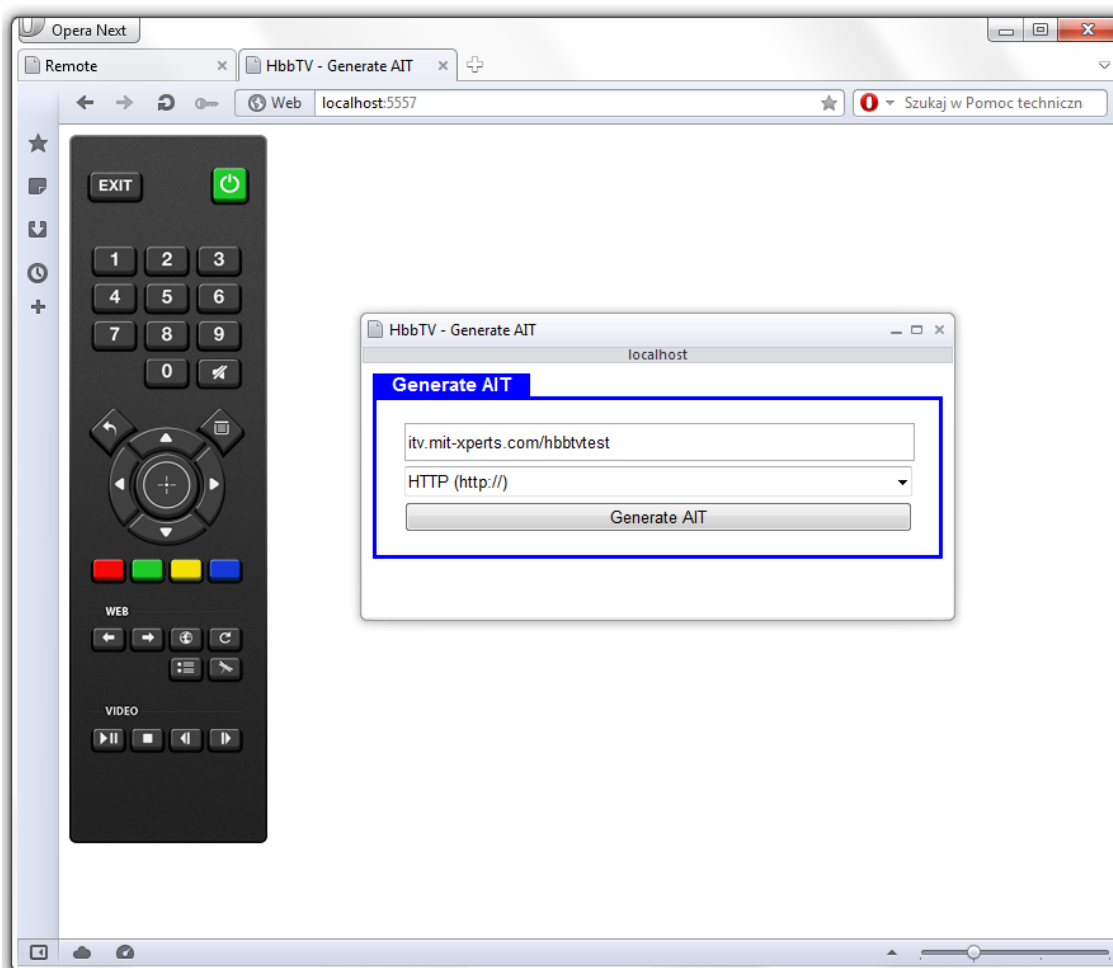 Opera Next
Remote
HbbTV - Generate AIT
Web
localhost:5557
Szukaj w Pomoc techniczn
EXIT
1 2 3
4 5 6
7 8 9
0
WEB
VIDEO
HbbTV - Generate AIT
localhost
Generate AIT
itv.mit-xperts.com/hbbtvtest
HTTP (http://)
Generate AIT